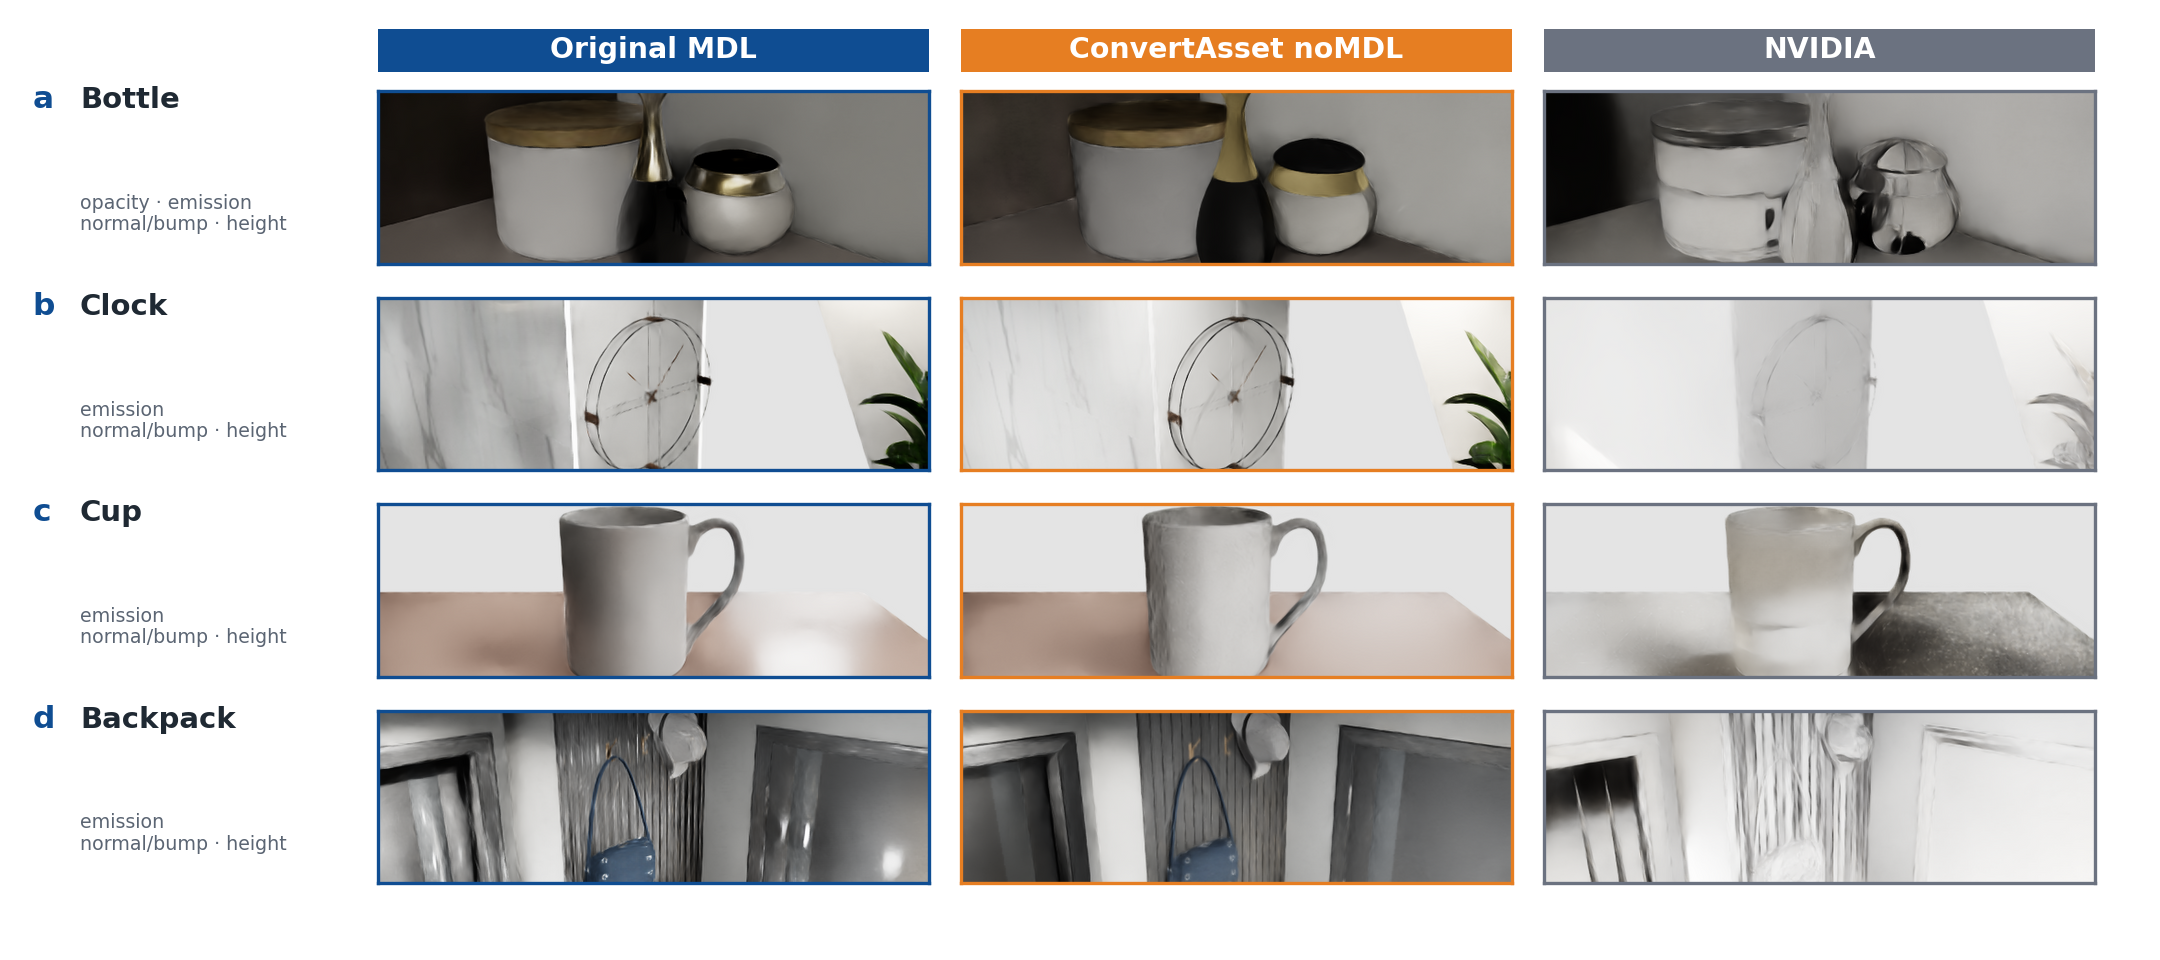 Original MDL
ConvertAsset noMDL
NVIDIA
a Bottle
opacity · emission
normal/bump · height
b Clock
emission
normal/bump · height
c Cup
emission
normal/bump · height
d Backpack
emission
normal/bump · height